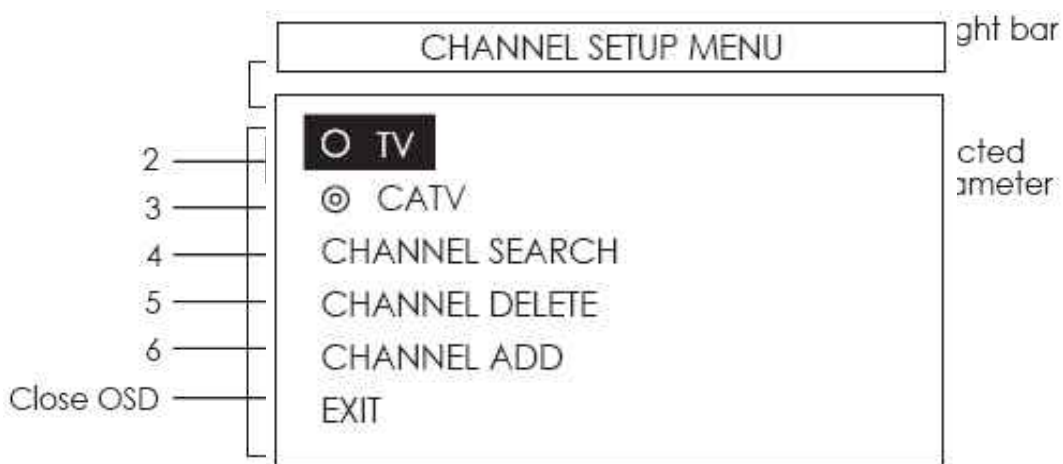 CHANNEL SETUP MENU
ght bar
2 TV
cted
3 CATV
ameter
4 CHANNEL SEARCH
5 CHANNEL DELETE
6 CHANNEL ADD
Close OSD EXIT